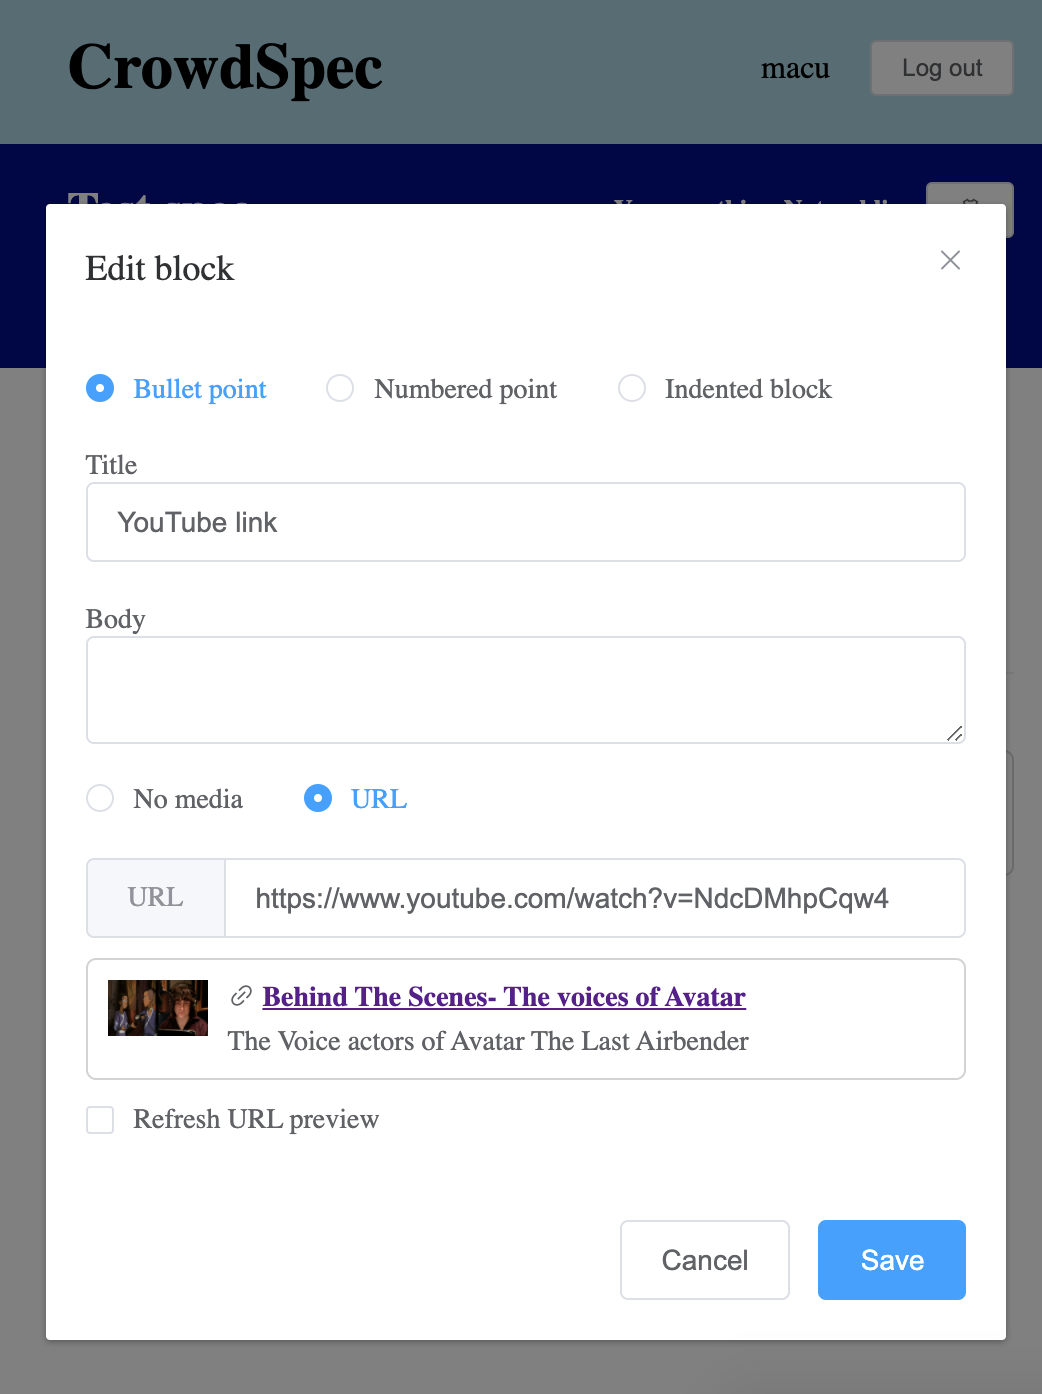 CrowdSpec
macu
Log out
Edit block
Bullet point
Numbered point
Indented block
Title
YouTube link
Body
No media
URL
URL
https://www.youtube.com/watch?v=NdcDMhpCqw4
Behind The Scenes- The voices of Avatar
The Voice actors of Avatar The Last Airbender
Refresh URL preview
Cancel
Save